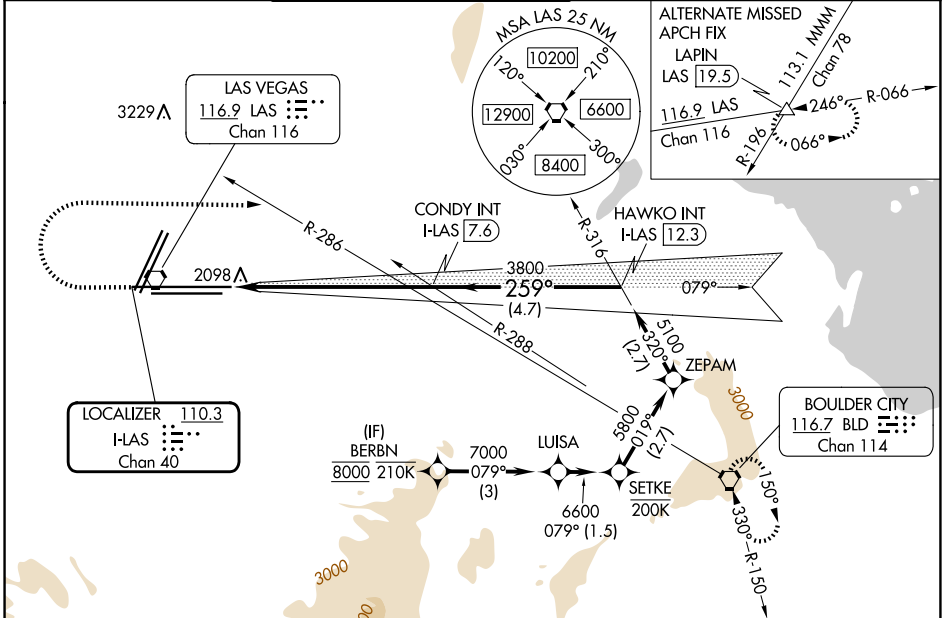 MSA LAS 25 NM
120°
10200
210°
12900
6600
030°
8400
300°
ALTERNATE MISSED
APCH FIX
LAPIN
LAS 19.5
113.1 MMM
Chan 78
116.9 LAS
Chan 116
246°
R-066
066°
R-196
3229
LAS VEGAS
116.9 LAS
Chan 116
R-286
CONDY INT
I-LAS 7.6
R-316
HAWKO INT
I-LAS 12.3
2098
3800
259°
(4.7)
079°
R-288
5100
320°
(2.7)
ZEPAM
3000
LOCALIZER 110.3
I-LAS
Chan 40
BOULDER CITY
116.7 BLD
Chan 114
(IF)
BERBN
8000 210K
7000
079°
(3)
LUISA
5800
019°
(2.7)
SETKE
200K
6600
079° (1.5)
150°
330°
R-150
3000